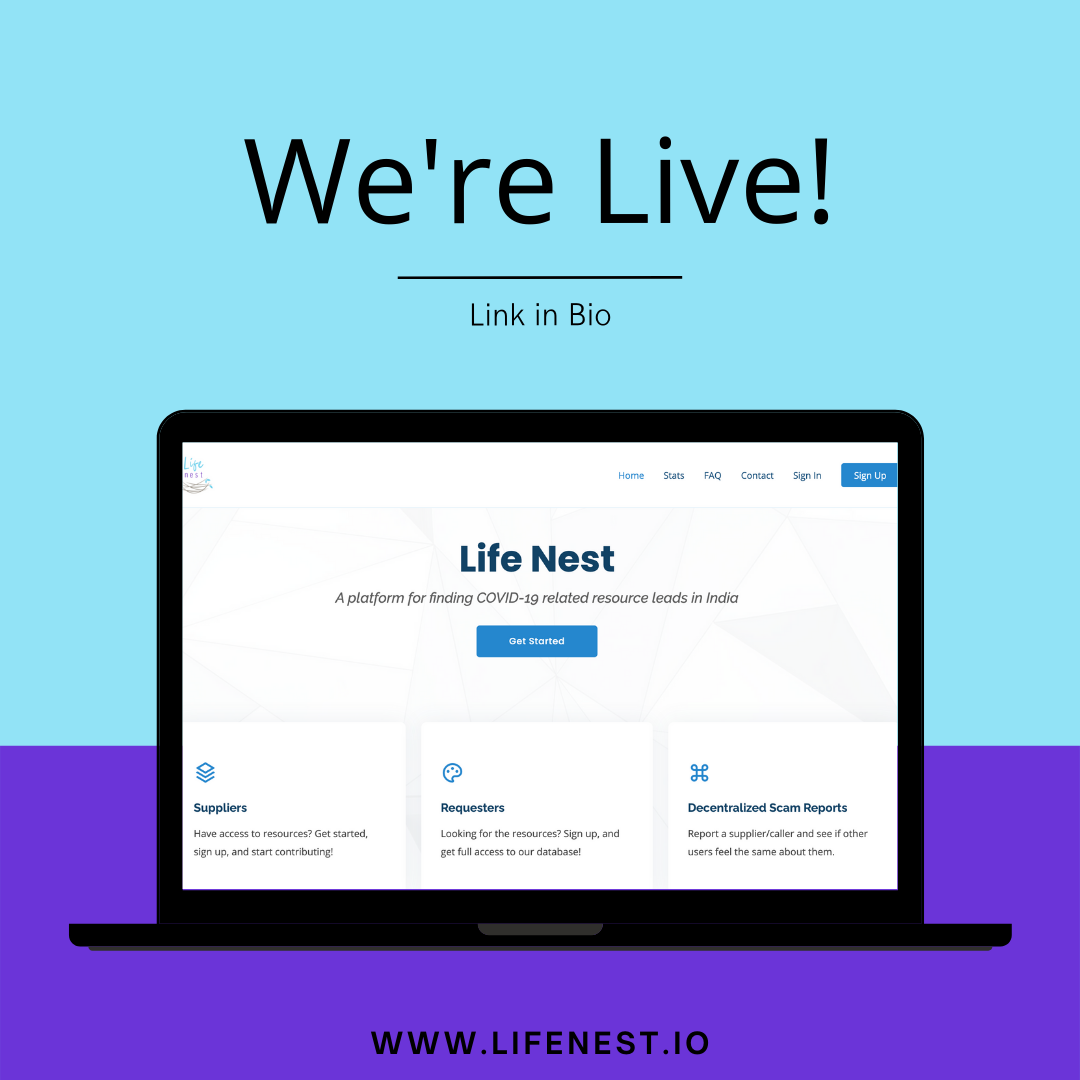 We're Live!
Link in Bio
Life
nest
Home Stats FAQ Contact Sign In Sign Up
Life Nest
A platform for finding COVID-19 related resource leads in India
Get Started
Suppliers
Have access to resources? Get started,
sign up, and start contributing!
Requesters
Looking for the resources? Sign up, and
get full access to our database!
Decentralized Scam Reports
Report a supplier/caller and see if other
users feel the same about them.
WWW.LIFENEST.IO